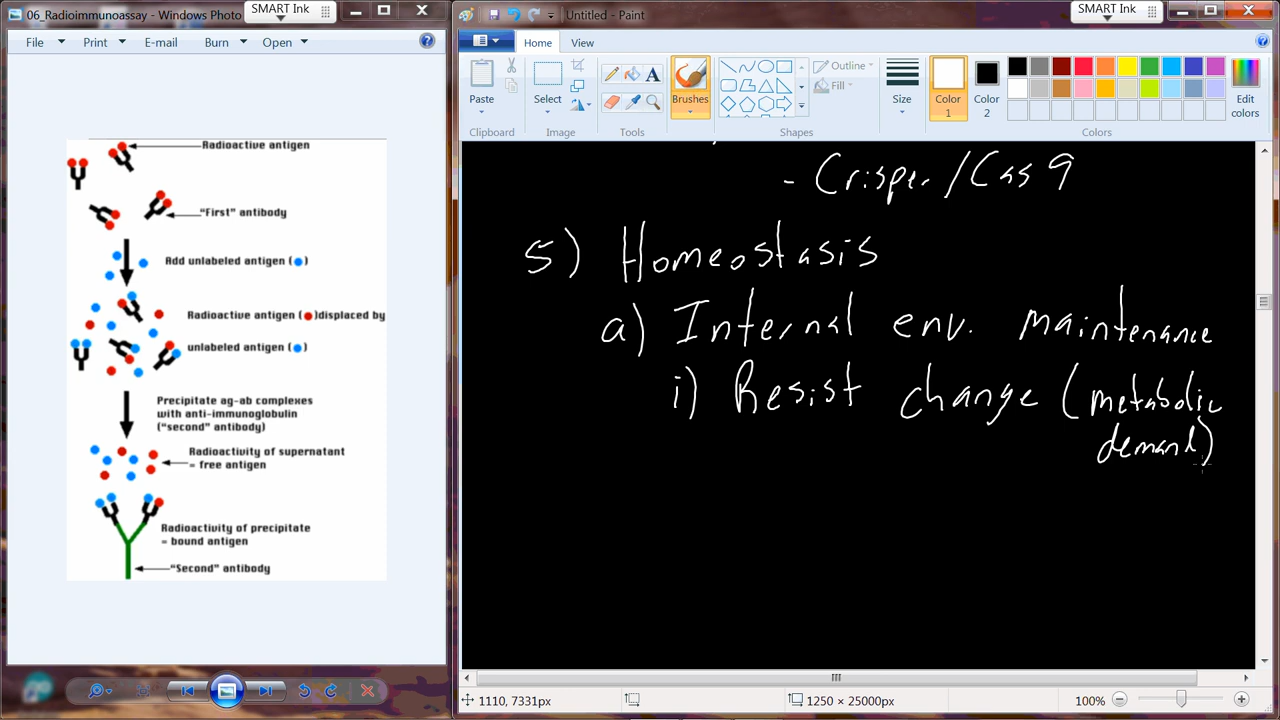 06_Radioimmunoassay - Windows Photo
SMART Ink
File Print E-mail Burn Open
Radioactive antigen
"First" antibody
Add unlabeled antigen ( )
Radioactive antigen ( )displaced by
unlabeled antigen ( )
Precipitate ag-ab complexes
with anti-immunoglobulin
("second" antibody)
Radioactivity of supernatant
= free antigen
Radioactivity of precipitate
= bound antigen
"Second" antibody
Untitled - Paint
SMART Ink
Home View
Paste
Select
Brushes
Outline
Fill
Size
Color
1
Color
2
Edit
colors
Clipboard Image Tools Shapes Colors
- Crisper/Cas 9
5) Homeostasis
a) Internal env. maintenance
i) Resist change (metabolic
demand)
1110, 7331px
1250 × 25000px
100%